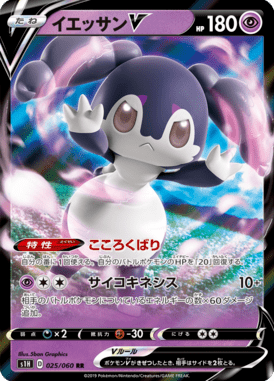 たね イエッサンV HP 180
特性 こころくばり
自分の番に1回使える。自分のバトルポケモンのHPを「20」回復する。
サイコキネシス 10+
相手のバトルポケモンについているエネルギーの数×60ダメージ
追加。
弱点 ×2 抵抗力 -30 にげる
Vルール
ポケモンVがきぜつしたとき、相手はサイドを2枚とる。
Illus. 5ban Graphics
s1W D 025/060 RR
©2019 Pokémon/Nintendo/Creatures/GAME FREAK.